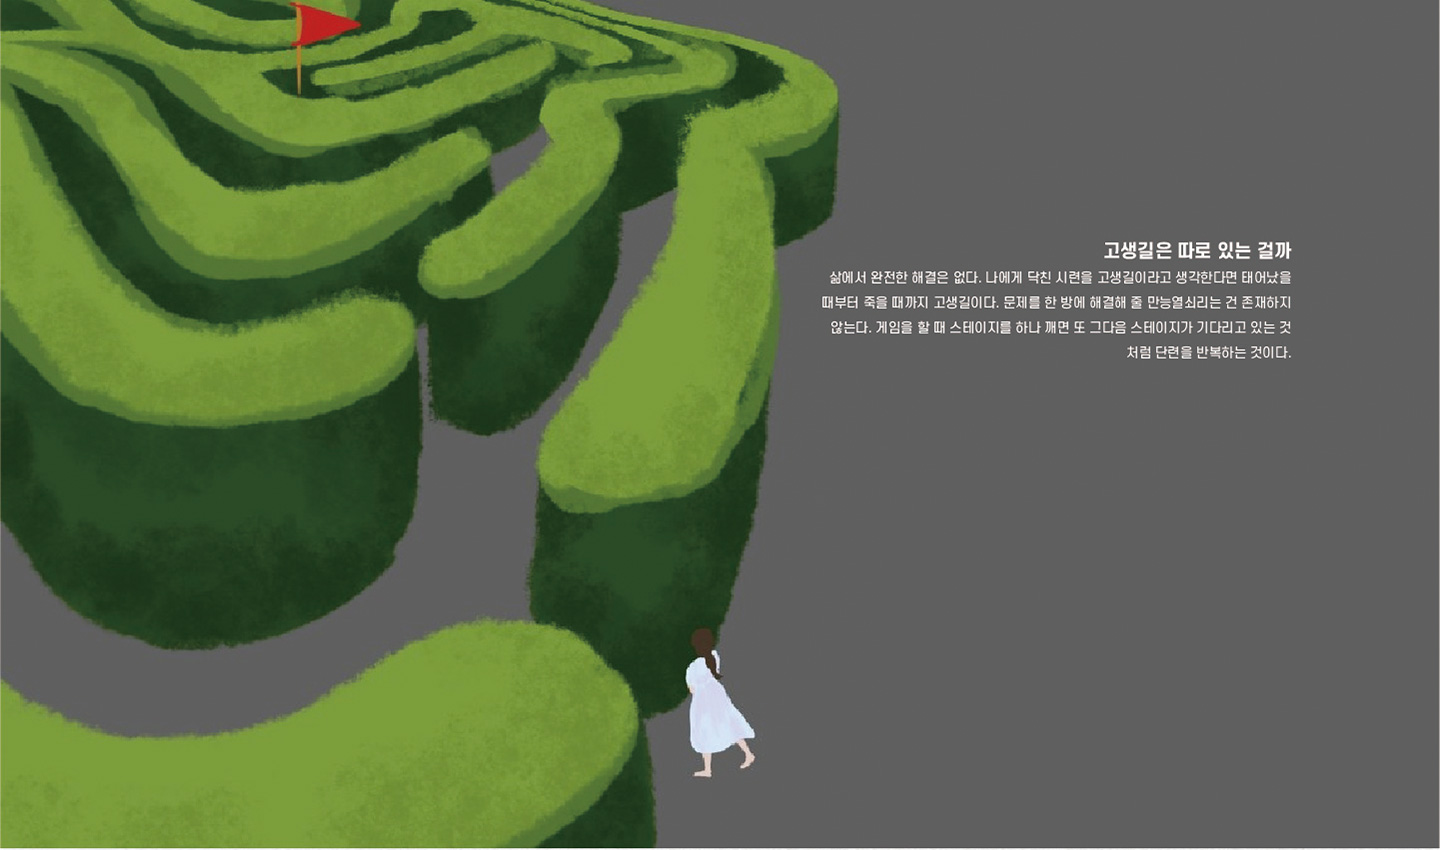 고생길은 따로 있는 걸까
삶에서 완전한 해결은 없다. 나에게 닥친 시련을 고생길이라고 생각한다면 태어났을
때부터 죽을 때까지 고생길이다. 문제를 한 방에 해결해 줄 만능열쇠리는 건 존재하지
않는다. 게임을 할 때 스테이지를 하나 깨면 또 그다음 스테이지가 기다리고 있는 것
처럼 단련을 반복하는 것이다.